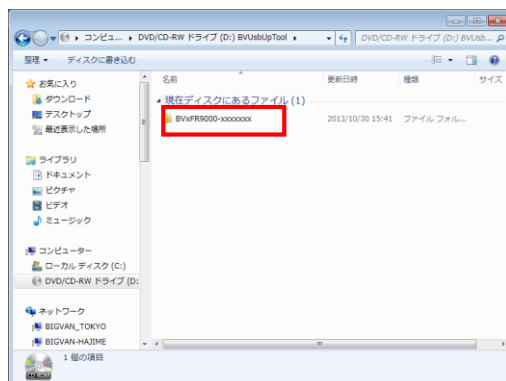 コンピュ... ▸ DVD/CD-RW ドライブ (D:) BVUsbUpTool ▸
DVD/CD-RW ドライブ (D:) BVUsb...
整理 ▾ ディスクに書き込む
お気に入り
ダウンロード
デスクトップ
最近表示した場所
ライブラリ
ドキュメント
ピクチャ
ビデオ
ミュージック
コンピューター
ローカル ディスク (C:)
DVD/CD-RW ドライブ (D:
ネットワーク
BIGVAN_TOKYO
BIGVAN-HAJIME
名前 更新日時 種類 サイズ
現在ディスクにあるファイル (1)
BVxFR9000-xxxxxxx 2013/10/30 15:41 ファイル フォル...
1 個の項目